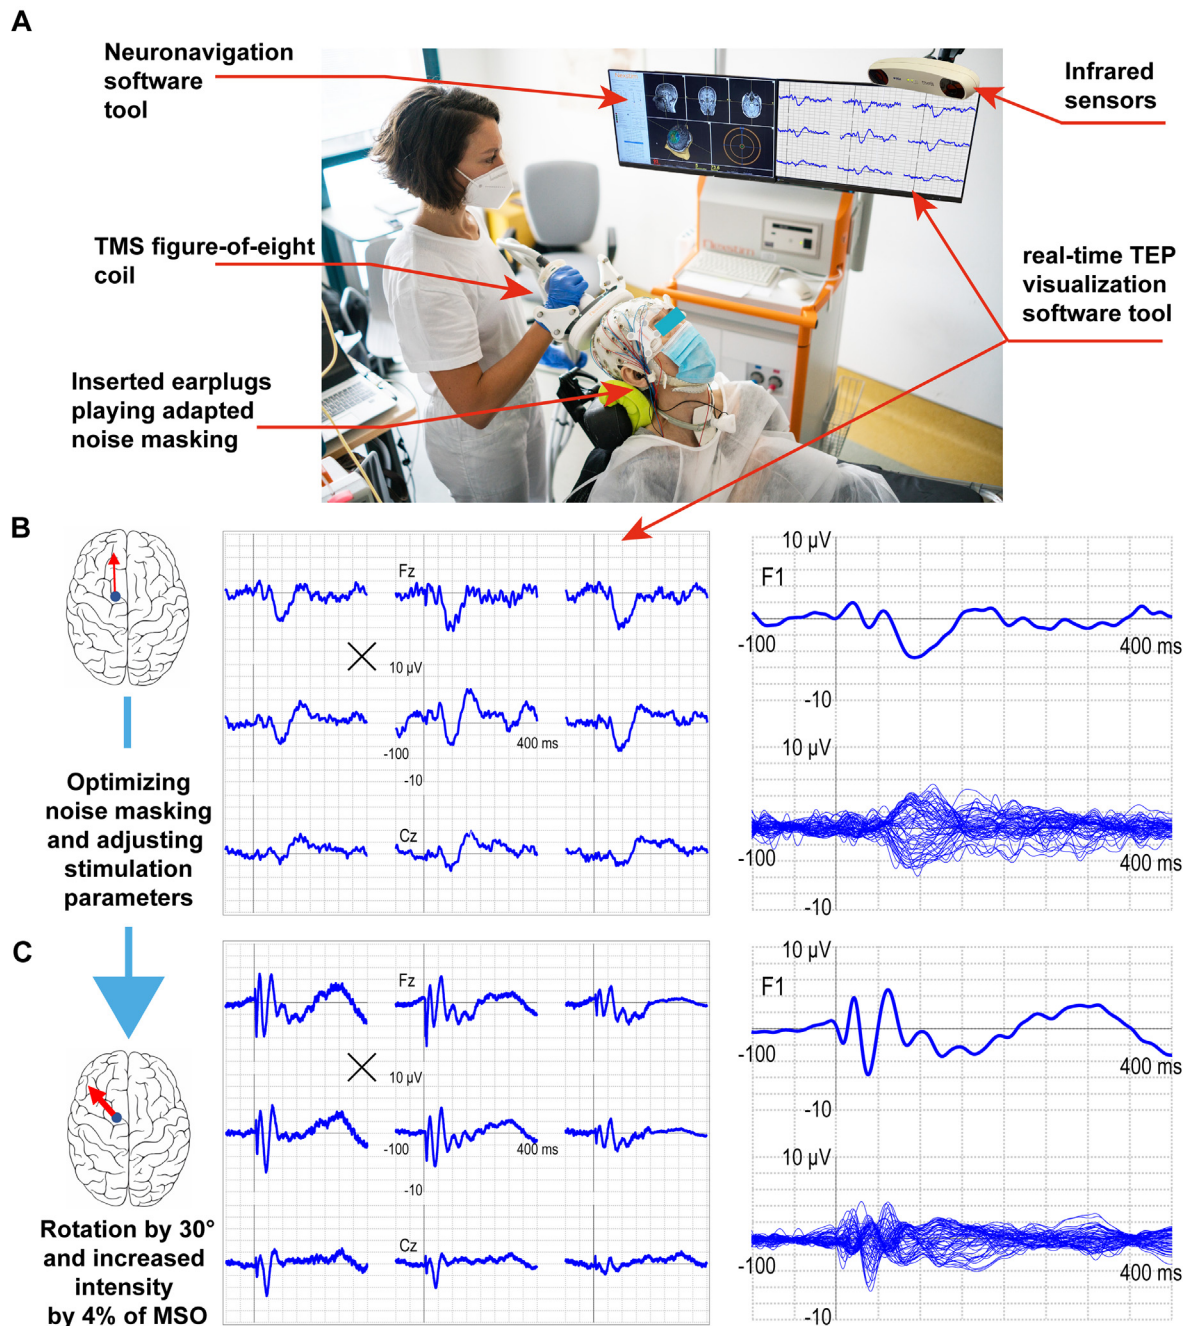 A
Neuronavigation
software
tool
Infrared
sensors
TMS figure-of-eight
coil
real-time TEP
visualization
software tool
Inserted earplugs
playing adapted
noise masking
B
Fz
10 µV
-100
400 ms
-10
Cz
10 µV
F1
-100
400 ms
-10
10 µV
-100
400 ms
-10
Optimizing
noise masking
and adjusting
stimulation
parameters
C
Fz
10 µV
-100
400 ms
-10
Cz
10 µV
F1
-100
400 ms
-10
10 µV
-100
400 ms
-10
Rotation by 30°
and increased
intensity
by 4% of MSO